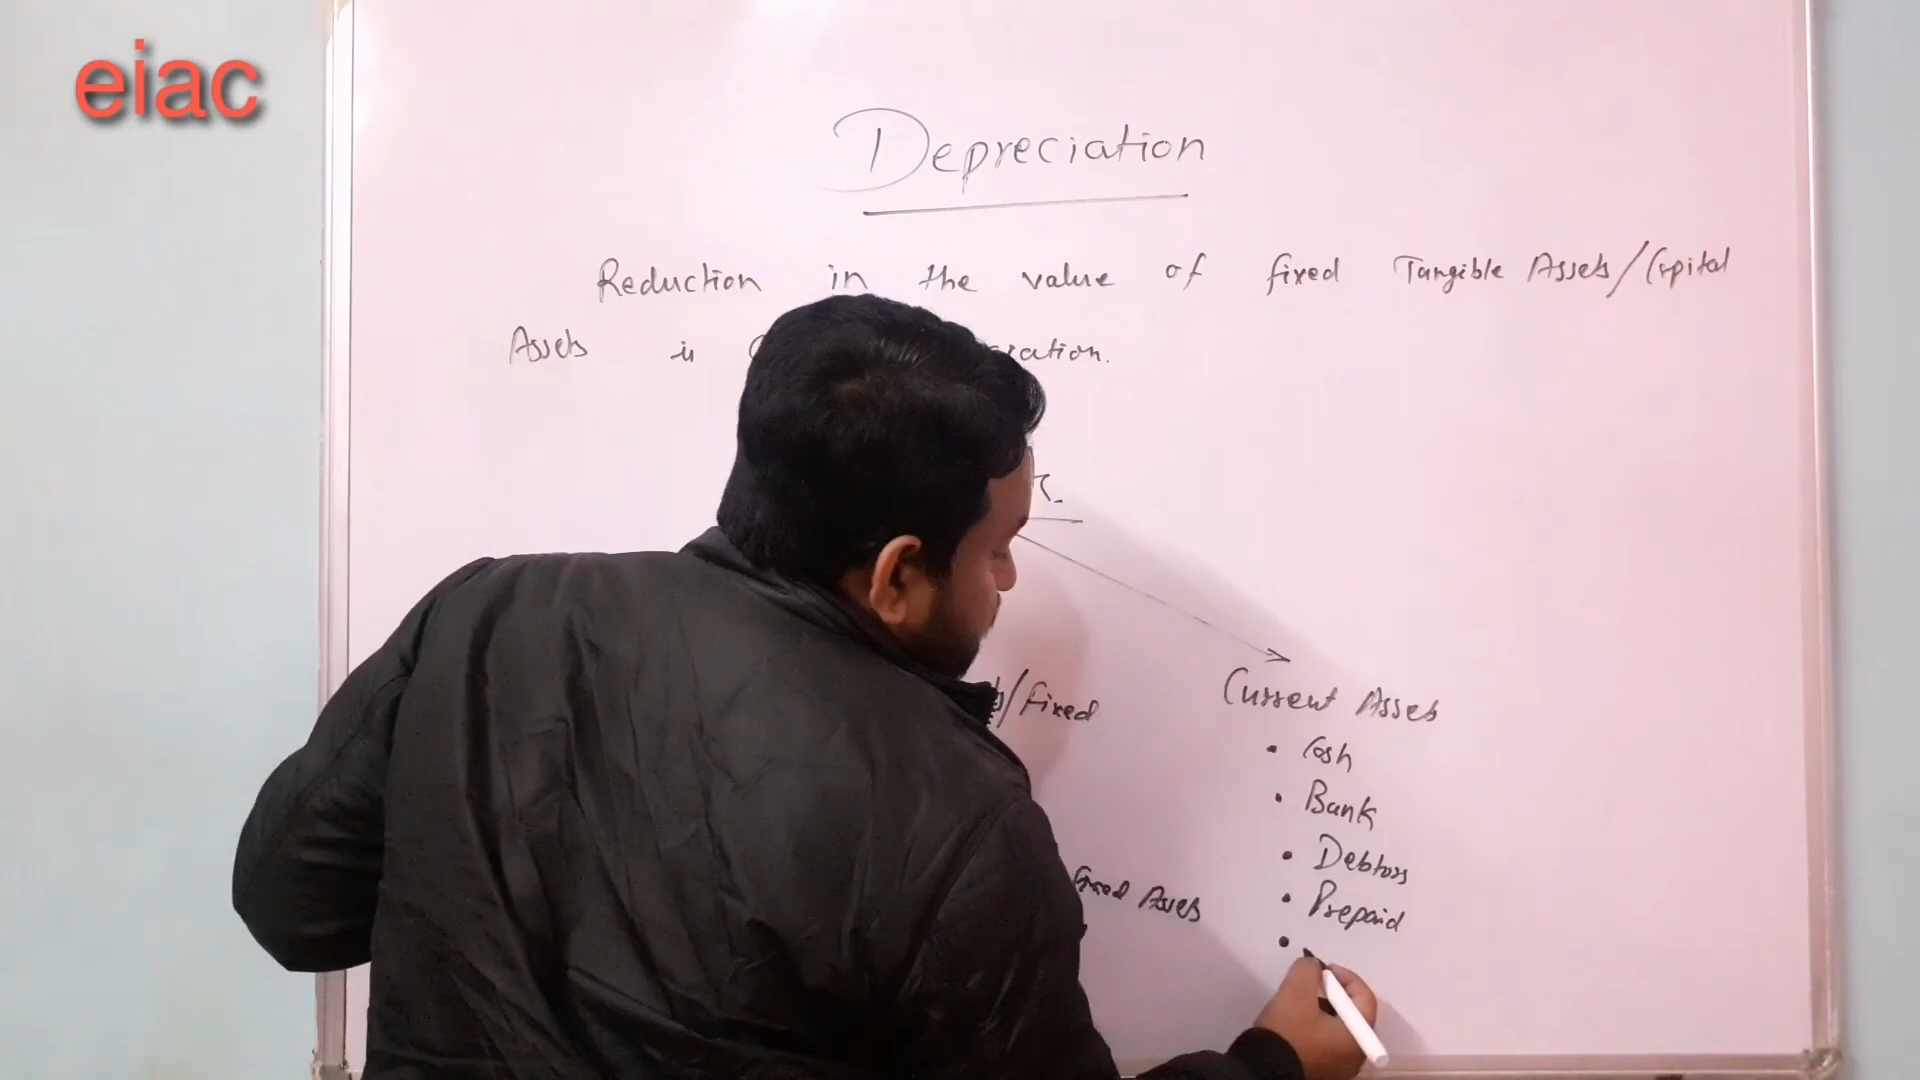 eiac
Depreciation
Reduction in the value of fixed Tangible Assets/Capital
Assets is
/Fixed
Current Assets
• Cash
• Bank
• Debtors
fixed Assets
• Prepaid
•